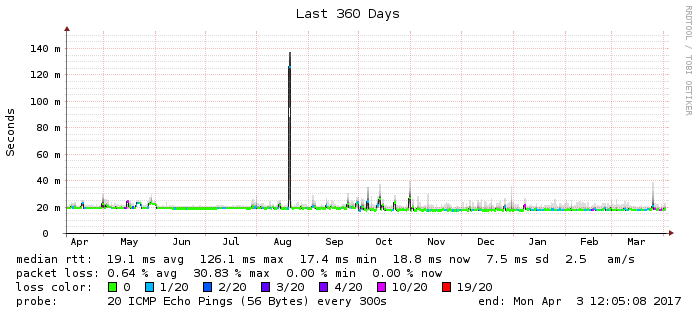 Last 360 Days
RRDTOOL / TOBI OETIKER
Seconds
140 m
120 m
100 m
80 m
60 m
40 m
20 m
0
Apr May Jun Jul Aug Sep Oct Nov Dec Jan Feb Mar
median rtt: 19.1 ms avg 126.1 ms max 17.4 ms min 18.8 ms now 7.5 ms sd 2.5 am/s
packet loss: 0.64 % avg 30.83 % max 0.00 % min 0.00 % now
loss color: 0 1/20 2/20 3/20 4/20 10/20 19/20
probe: 20 ICMP Echo Pings (56 Bytes) every 300s end: Mon Apr 3 12:05:08 2017